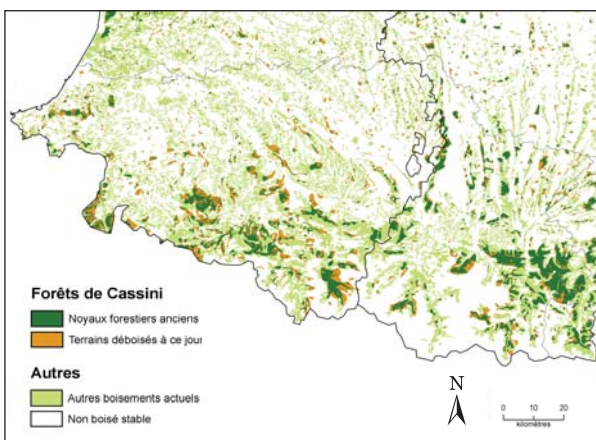 Forêts de Cassini
Noyaux forestiers anciens
Terrains déboisés à ce jour
Autres
Autres boisements actuels
Non boisé stable
N
0 10 20
kilomètres